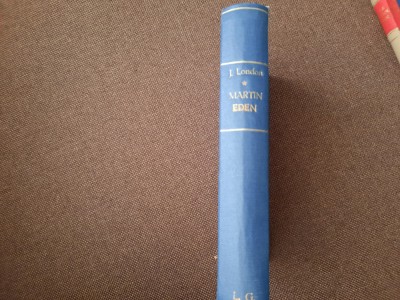 J. London
MARTIN
EDEN
L. G.